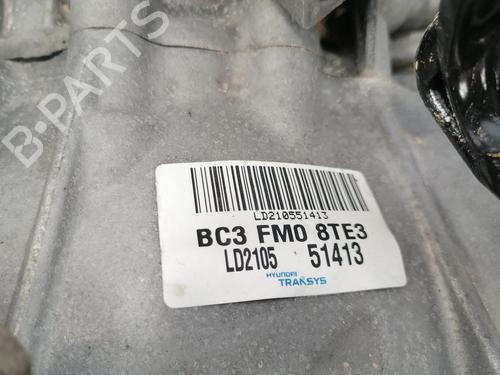 B-PARTS
LD210551413
BC3 FM0 8TE3
LD2105 51413
HYUNDAI
TRANSYS